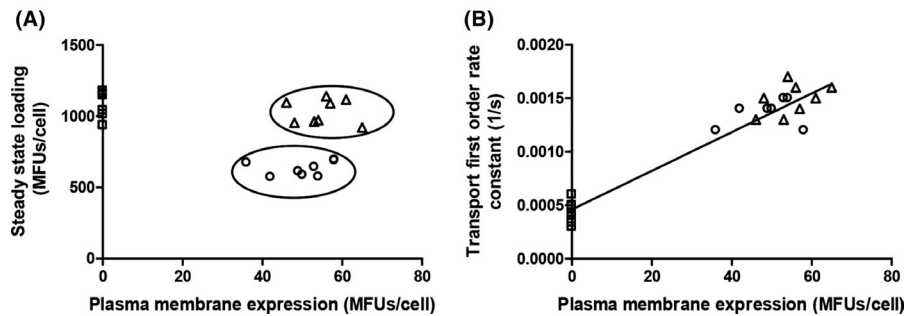 (A)
Steady state loading
(MFUs/cell)
1500
1000
500
0
0 20 40 60 80
Plasma membrane expression (MFUs/cell)
(B)
Transport first order rate
constant (1/s)
0.0020
0.0015
0.0010
0.0005
0.0000
0 20 40 60 80
Plasma membrane expression (MFUs/cell)